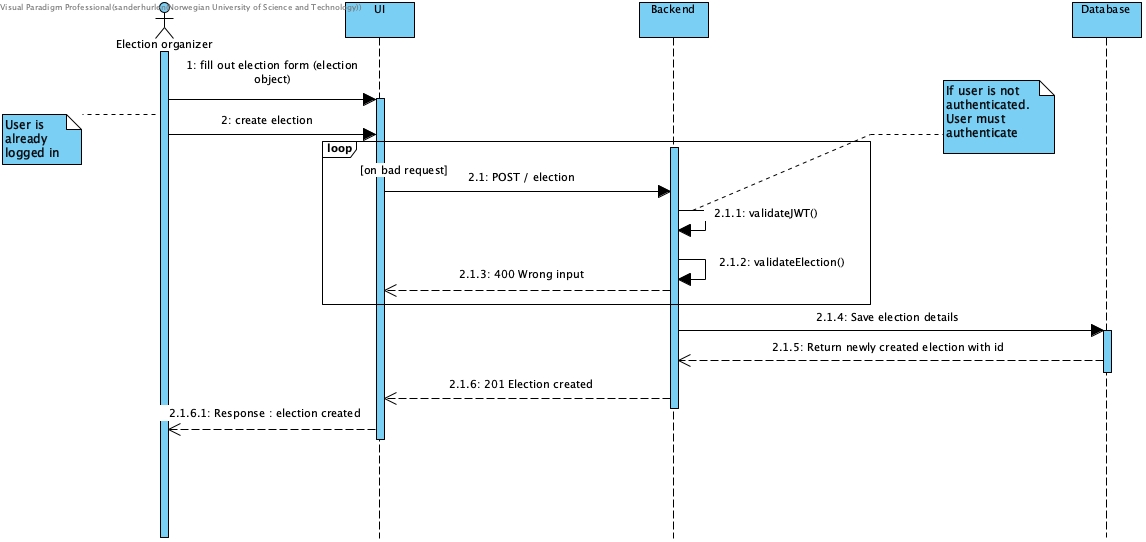 Visual Paradigm Professional(sanderhurlen(Norwegian University of Science and Technology))
UI
Backend
Database
Election organizer
1: fill out election form (election
object)
2: create election
User is
already
logged in
If user is not
authenticated.
User must
authenticate
loop
[on bad request]
2.1: POST / election
2.1.1: validateJWT()
2.1.2: validateElection()
2.1.3: 400 Wrong input
2.1.4: Save election details
2.1.5: Return newly created election with id
2.1.6: 201 Election created
2.1.6.1: Response : election created